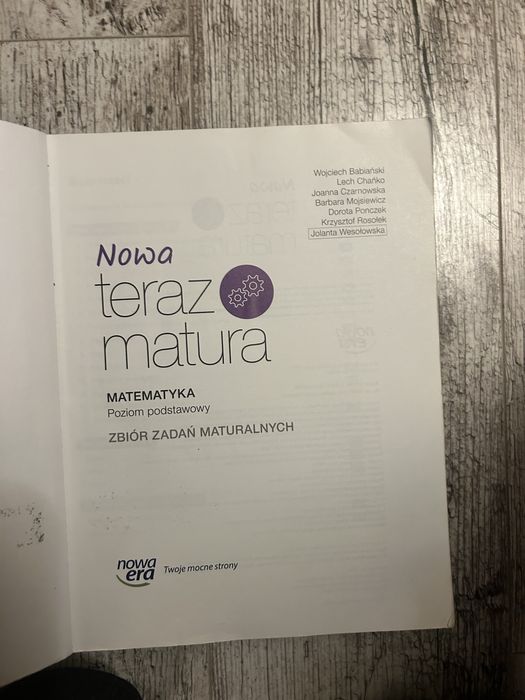 Wojciech Babiański
Lech Chańko
Joanna Czarnowska
Barbara Mojsiewicz
Dorota Ponczek
Krzysztof Rosołek
Jolanta Wesołowska
Nowa
teraz
matura
MATEMATYKA
Poziom podstawowy
ZBIÓR ZADAŃ MATURALNYCH
nowa
era
Twoje mocne strony